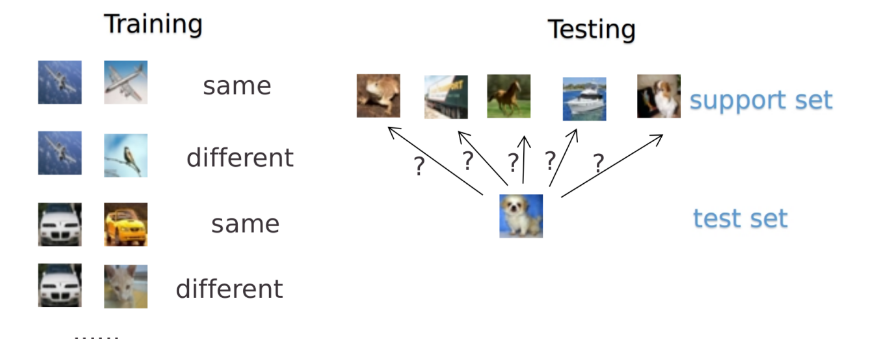 Training
same
different
same
different
......
Testing
support set
? ? ? ? ?
test set